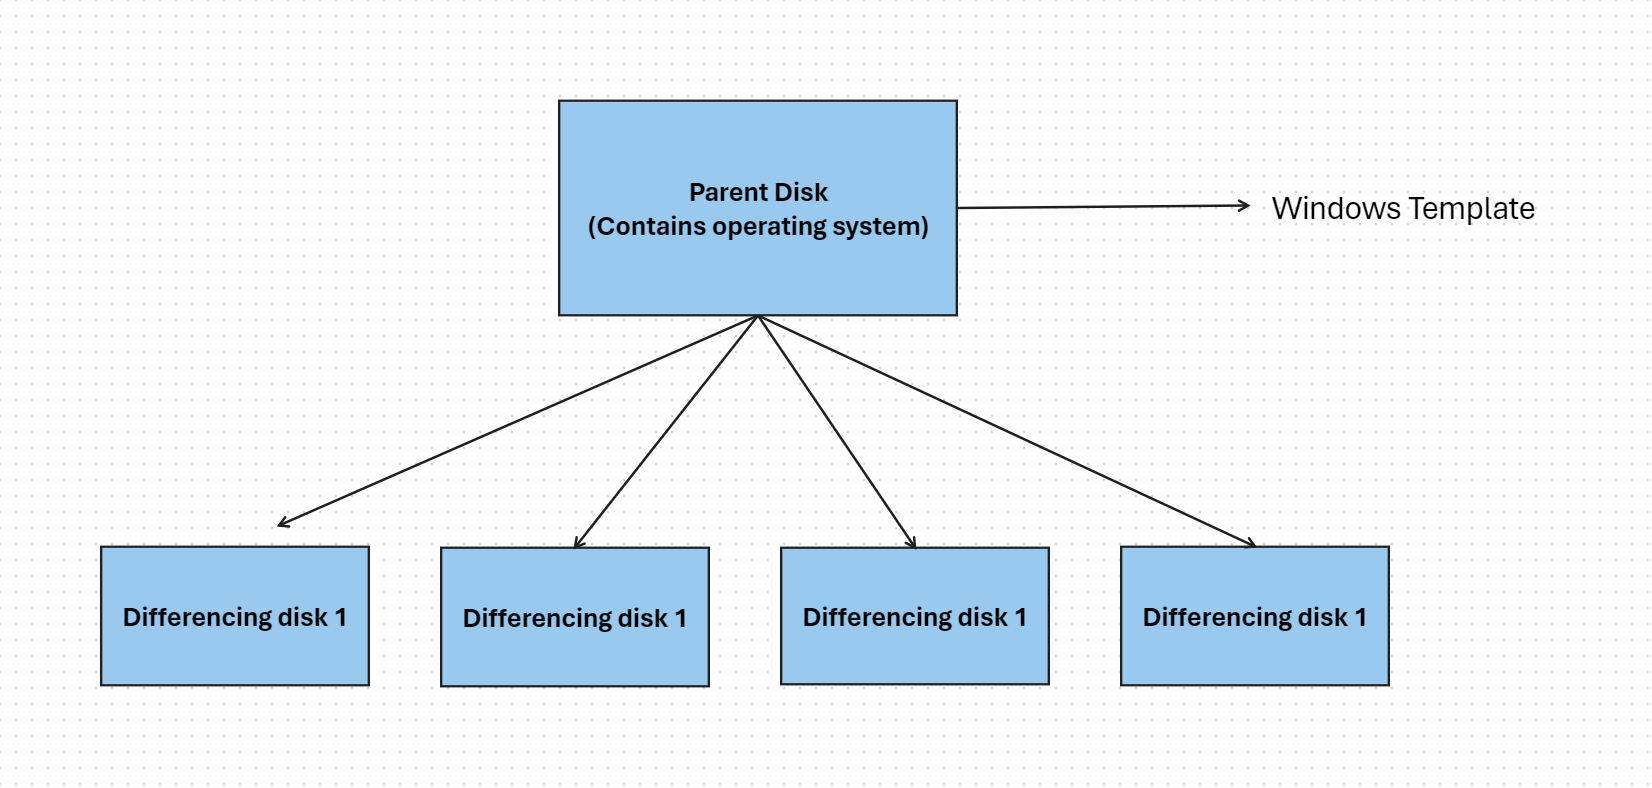 Parent Disk
(Contains operating system)
Windows Template
Differencing disk 1
Differencing disk 1
Differencing disk 1
Differencing disk 1